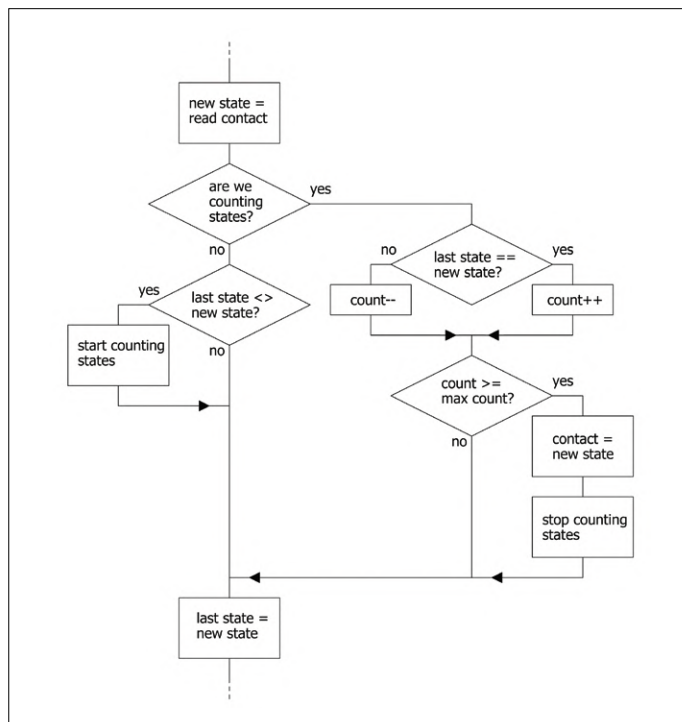 new state =
read contact
are we
counting
states?
yes
no
no
last state ==
new state?
yes
yes
last state <>
new state?
count--
count++
start counting
states
no
count >=
max count?
yes
no
contact =
new state
stop counting
states
last state =
new state